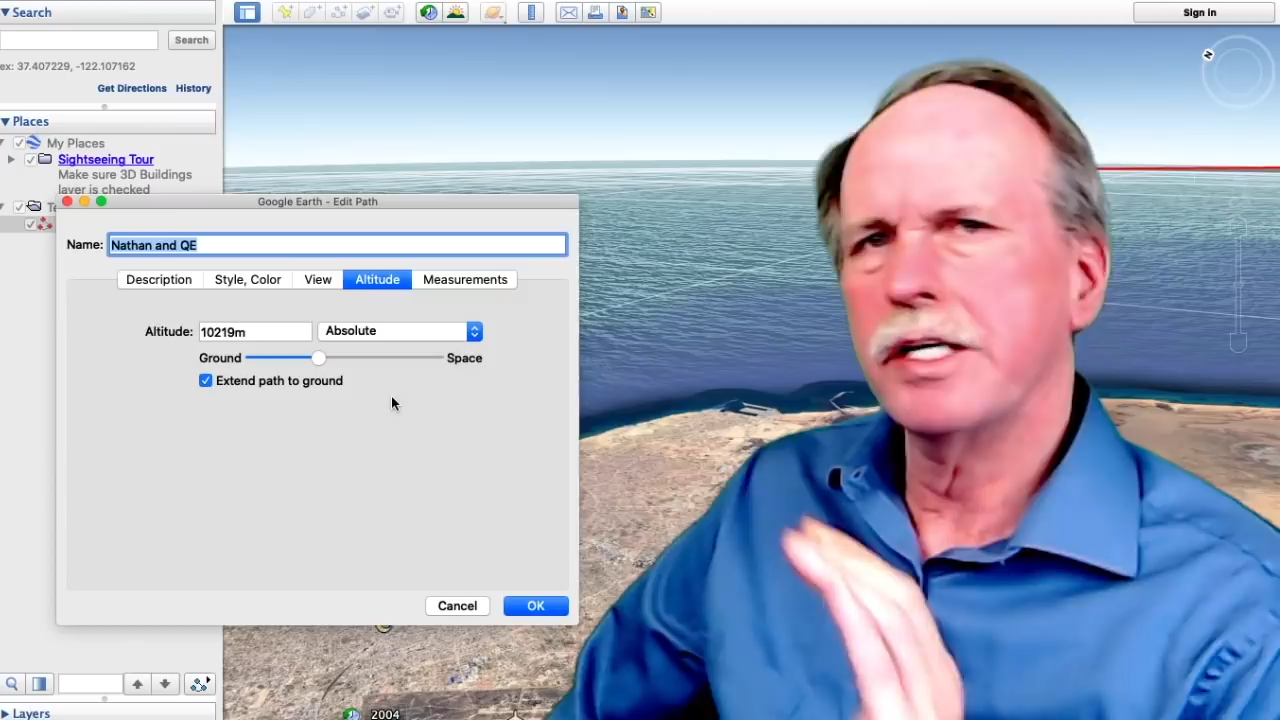 Search
Sign in
Search
ex: 37.407229, -122.107162
Get Directions
History
N
Places
My Places
Sightseeing Tour
Make sure 3D Buildings
layer is checked
Te
Google Earth - Edit Path
Name: Nathan and QE
Description
Style, Color
View
Altitude
Measurements
Altitude: 10219m
Absolute
Ground
Space
Extend path to ground
Cancel
OK
2004
Layers